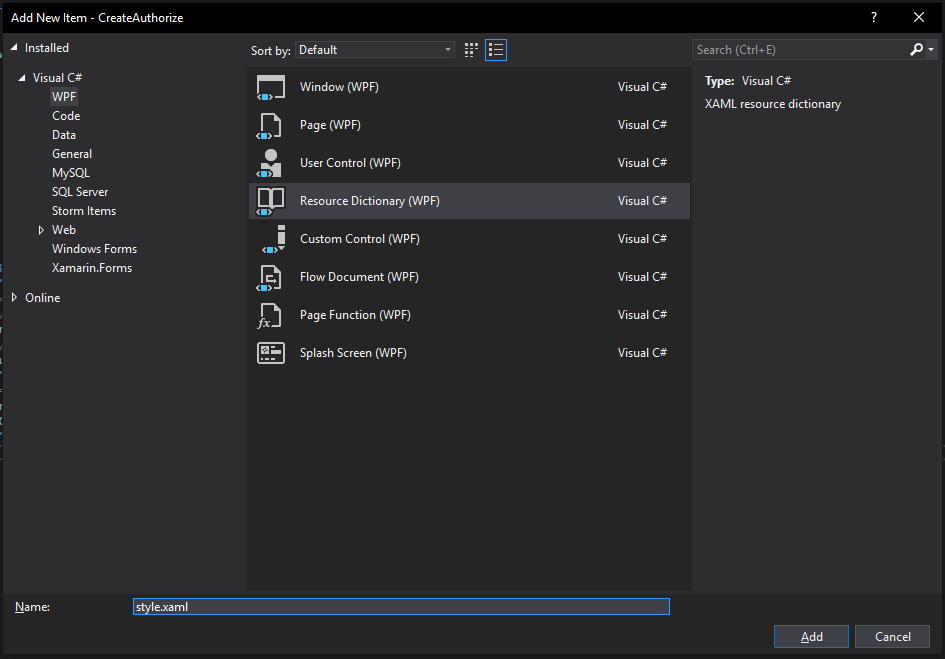 Add New Item - CreateAuthorize
?
Installed
Sort by: Default
Search (Ctrl+E)
Visual C#
WPF
Code
Data
General
MySQL
SQL Server
Storm Items
Web
Windows Forms
Xamarin.Forms
Online
Window (WPF) Visual C#
Page (WPF) Visual C#
User Control (WPF) Visual C#
Resource Dictionary (WPF) Visual C#
Custom Control (WPF) Visual C#
Flow Document (WPF) Visual C#
Page Function (WPF) Visual C#
Splash Screen (WPF) Visual C#
Type: Visual C#
XAML resource dictionary
Name: style.xaml
Add Cancel